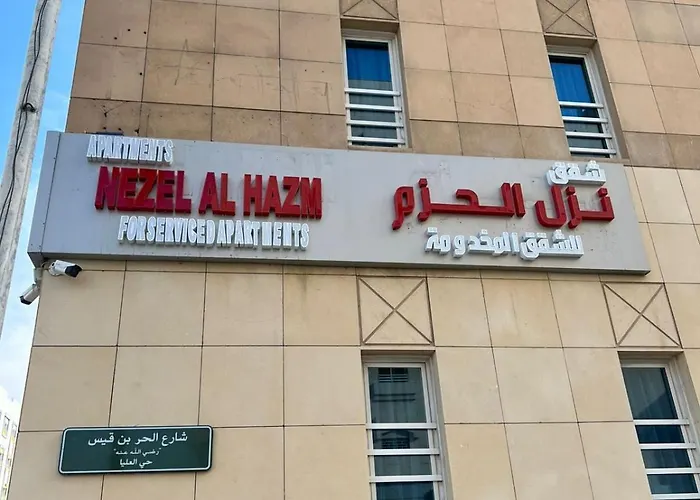 APARTMENTS
NEZEL AL HAZM
FOR SERVICED APARTMENTS
شقق
نزل الحزم
للشقق المخدومة
شارع الحر بن قيس
"رضي الله عنه"
حي العليا